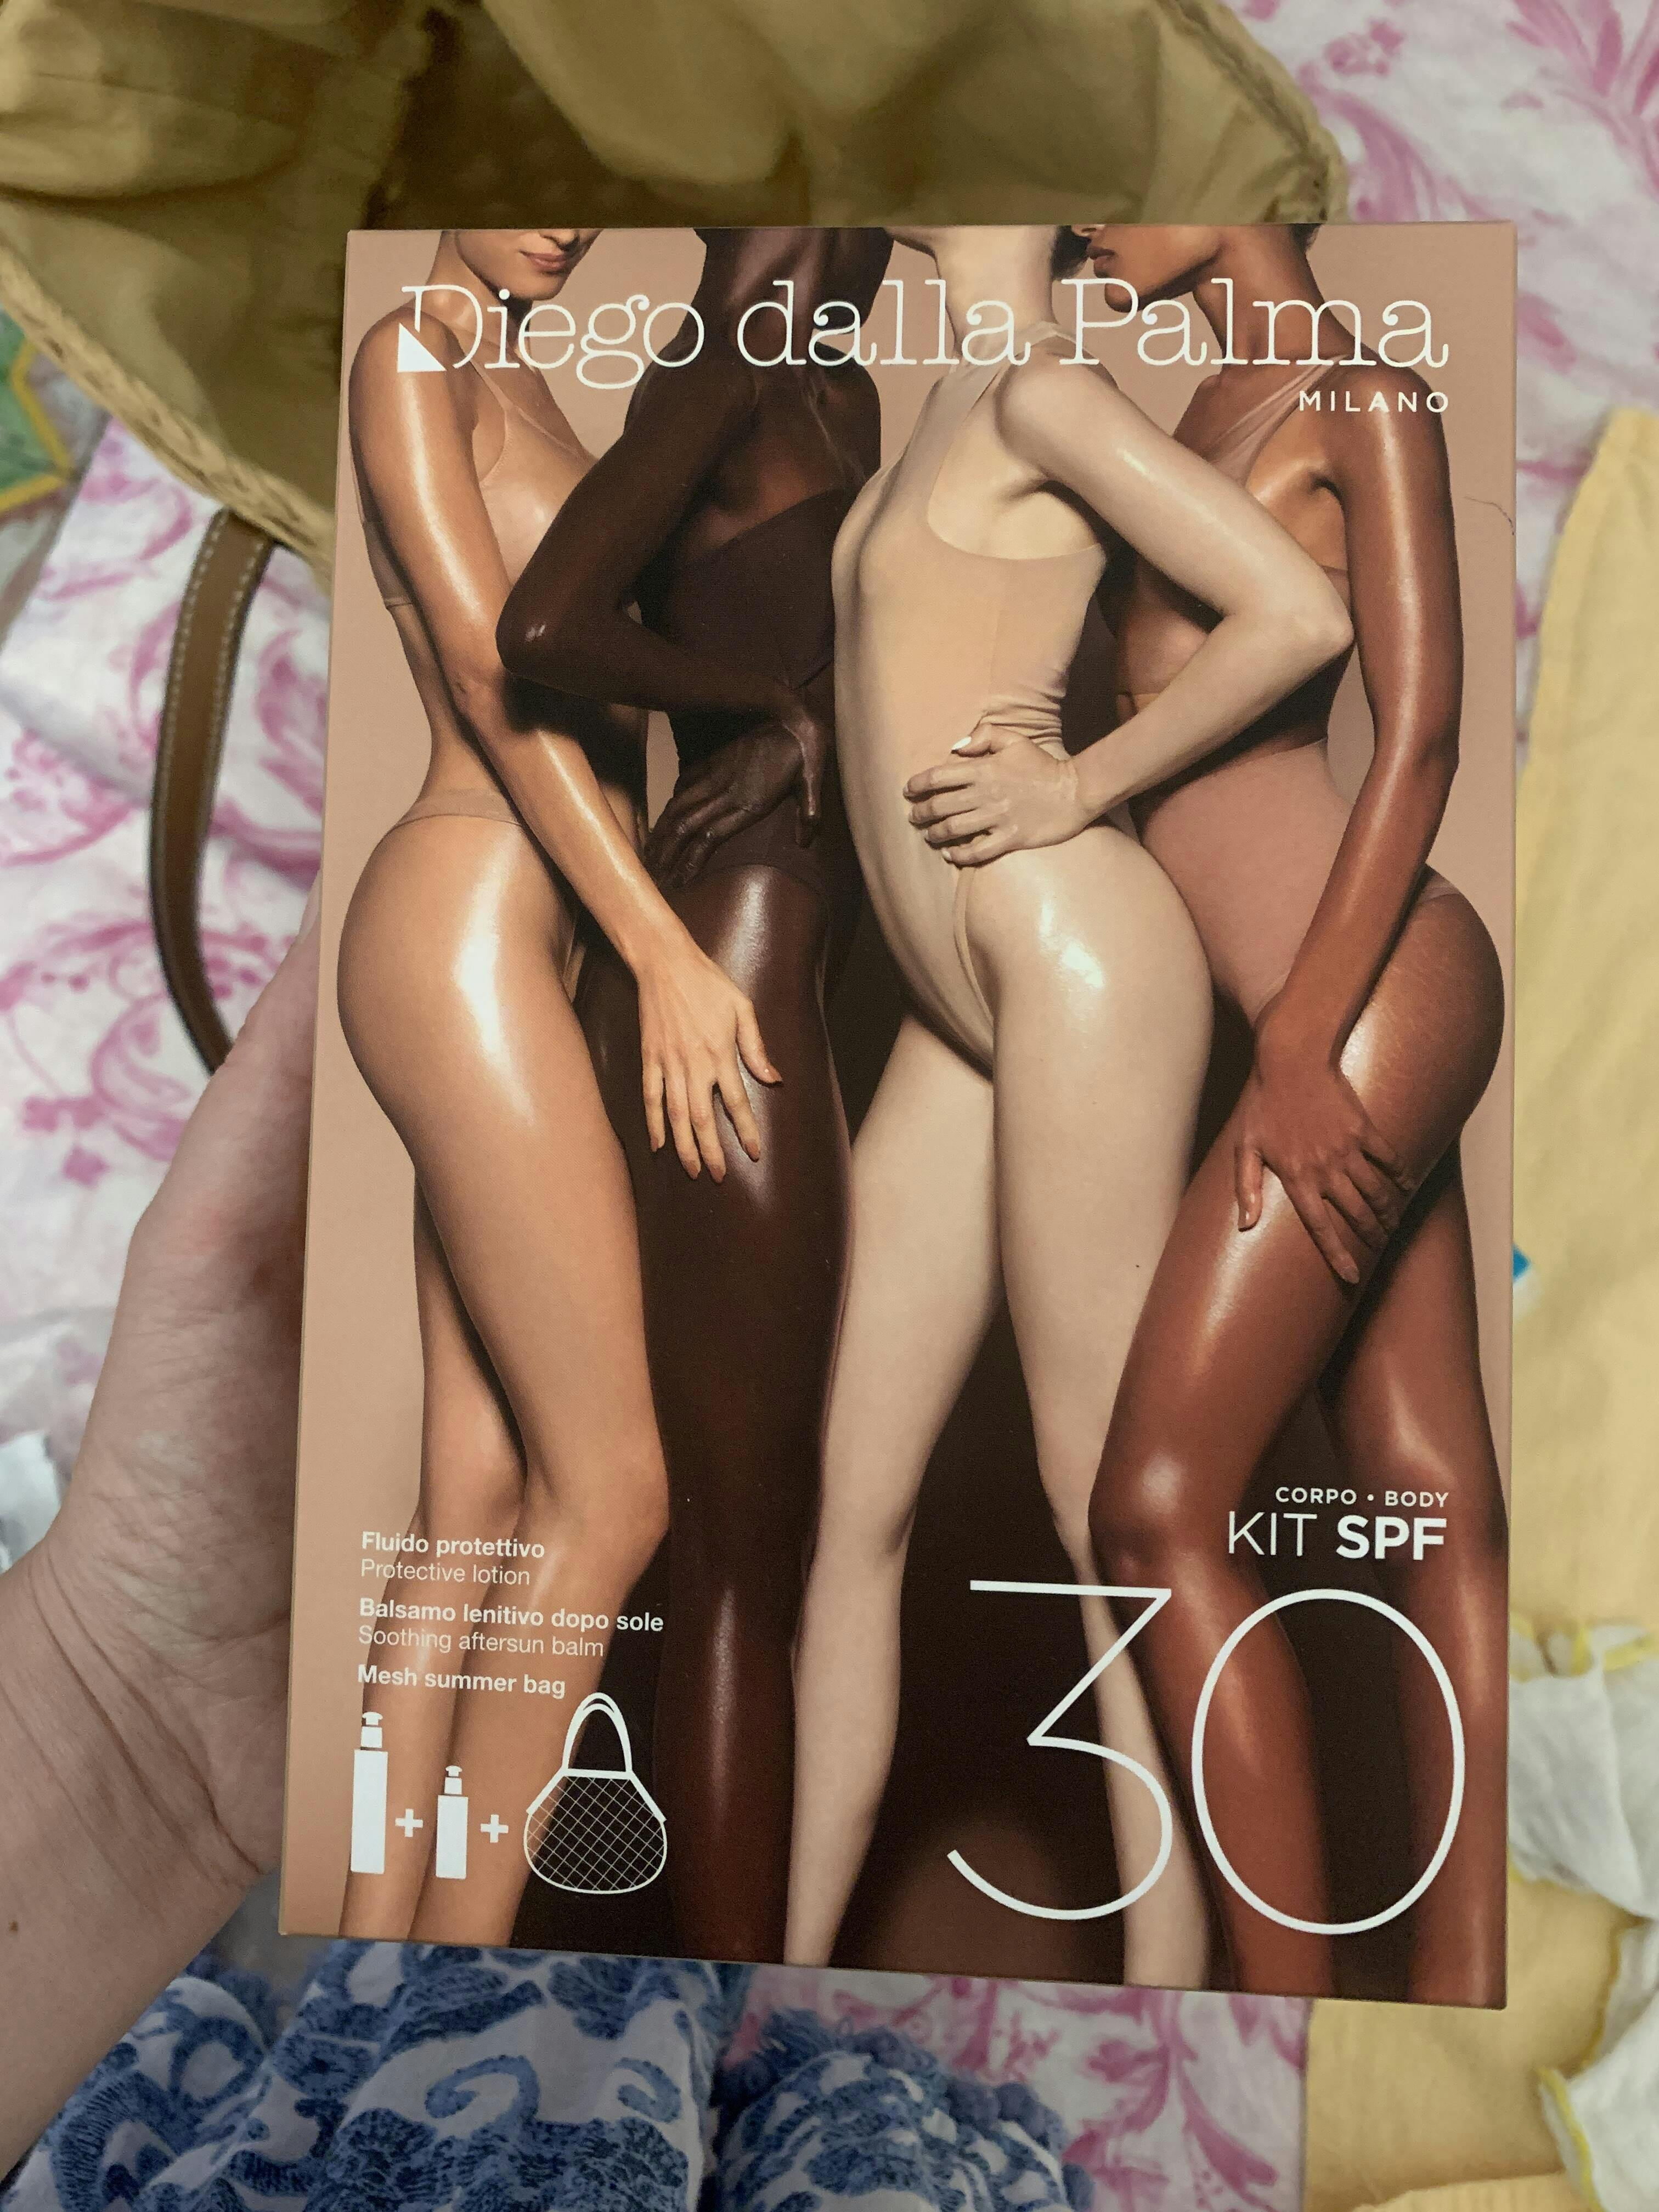 Diego dalla Palma
MILANO
CORPO • BODY
KIT SPF
30
Fluido protettivo
Protective lotion
Balsamo lenitivo dopo sole
Soothing aftersun balm
Mesh summer bag
+ +